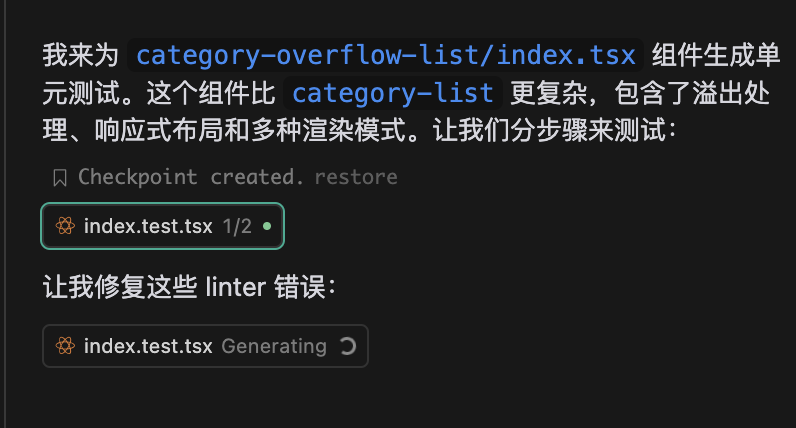 我来为 category-overflow-list/index.tsx 组件生成单
元测试。这个组件比 category-list 更复杂，包含了溢出处
理、响应式布局和多种渲染模式。让我们分步骤来测试：
Checkpoint created. restore
index.test.tsx 1/2
让我修复这些 linter 错误：
index.test.tsx Generating